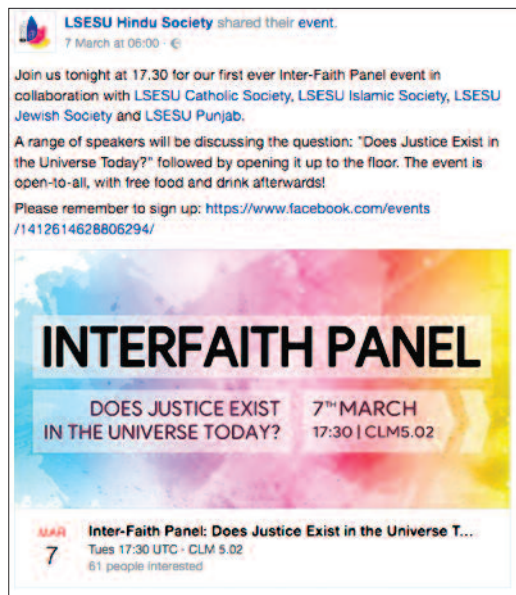 LSESU Hindu Society shared their event.
7 March at 06:00 ·
Join us tonight at 17.30 for our first ever Inter-Faith Panel event in
collaboration with LSESU Catholic Society, LSESU Islamic Society, LSESU
Jewish Society and LSESU Punjab.
A range of speakers will be discussing the question: "Does Justice Exist in
the Universe Today?" followed by opening it up to the floor. The event is
open-to-all, with free food and drink afterwards!
Please remember to sign up: https://www.facebook.com/events
/1412614628806294/
INTERFAITH PANEL
DOES JUSTICE EXIST
IN THE UNIVERSE TODAY?
7TH MARCH
17:30 | CLM5.02
MAR
7
Inter-Faith Panel: Does Justice Exist in the Universe T...
Tues 17:30 UTC · CLM 5.02
61 people interested